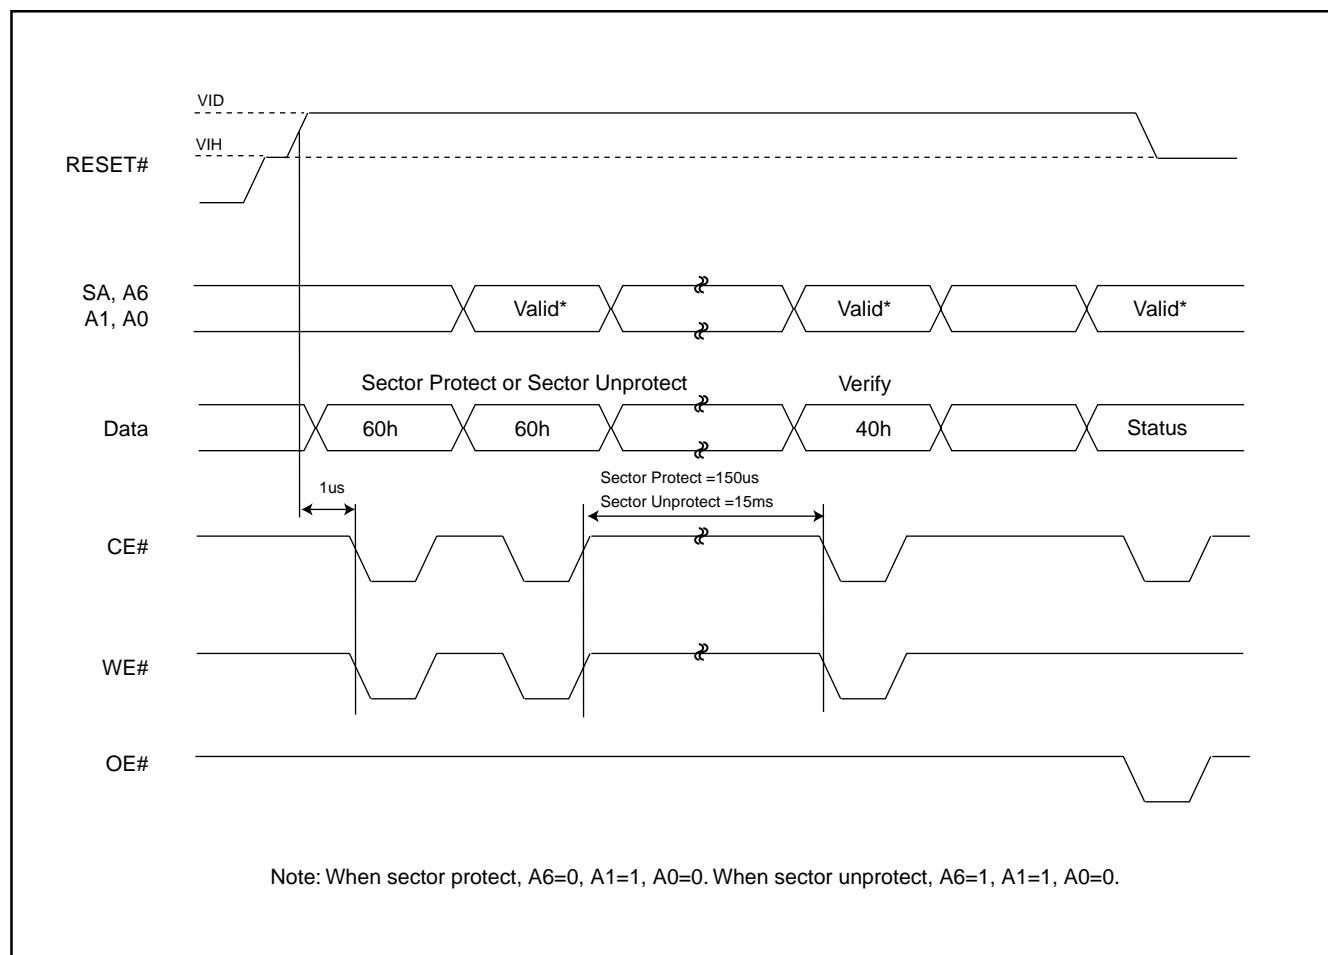 VID
VIH
RESET#
SA, A6
A1, A0
Valid*
Valid*
Valid*
Sector Protect or Sector Unprotect
Verify
Data
60h
60h
40h
Status
1us
Sector Protect =150us
Sector Unprotect =15ms
CE#
WE#
OE#
Note: When sector protect, A6=0, A1=1, A0=0. When sector unprotect, A6=1, A1=1, A0=0.